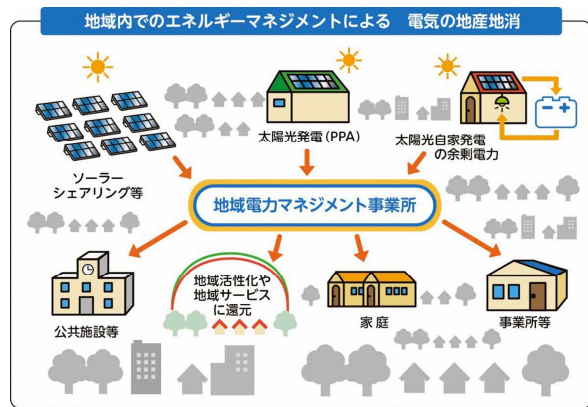 地域内でのエネルギーマネジメントによる　電気の地産地消
太陽光発電(PPA)
太陽光自家発電
の余剰電力
ソーラー
シェアリング等
地域電力マネジメント事業所
公共施設等
地域活性化や
地域サービス
に還元
家庭
事業所等